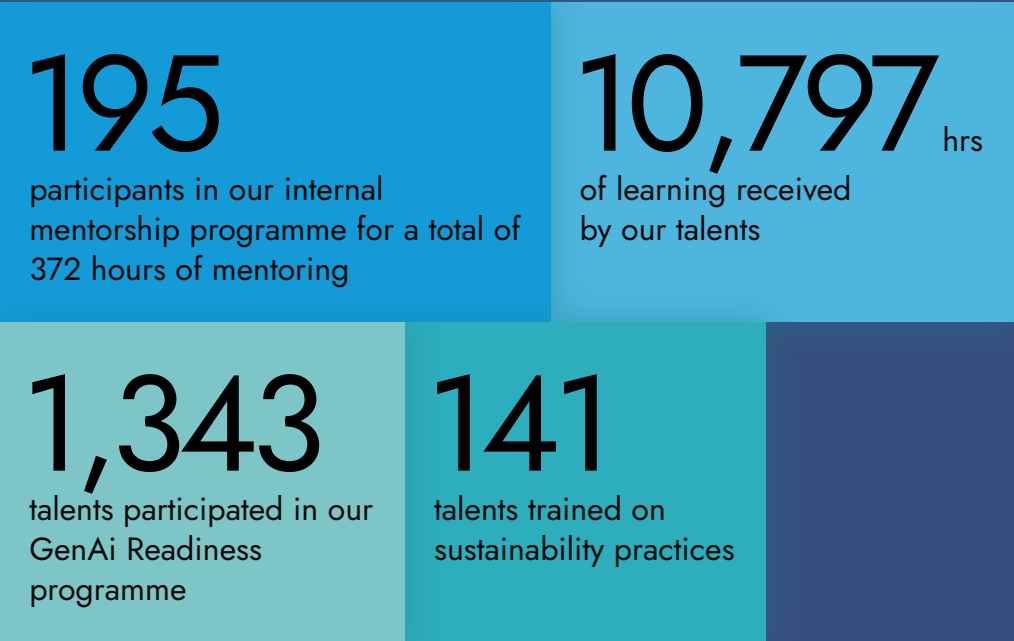 195
participants in our internal
mentorship programme for a total of
372 hours of mentoring
10,797 hrs
of learning received
by our talents
1,343
talents participated in our
GenAi Readiness
programme
141
talents trained on
sustainability practices